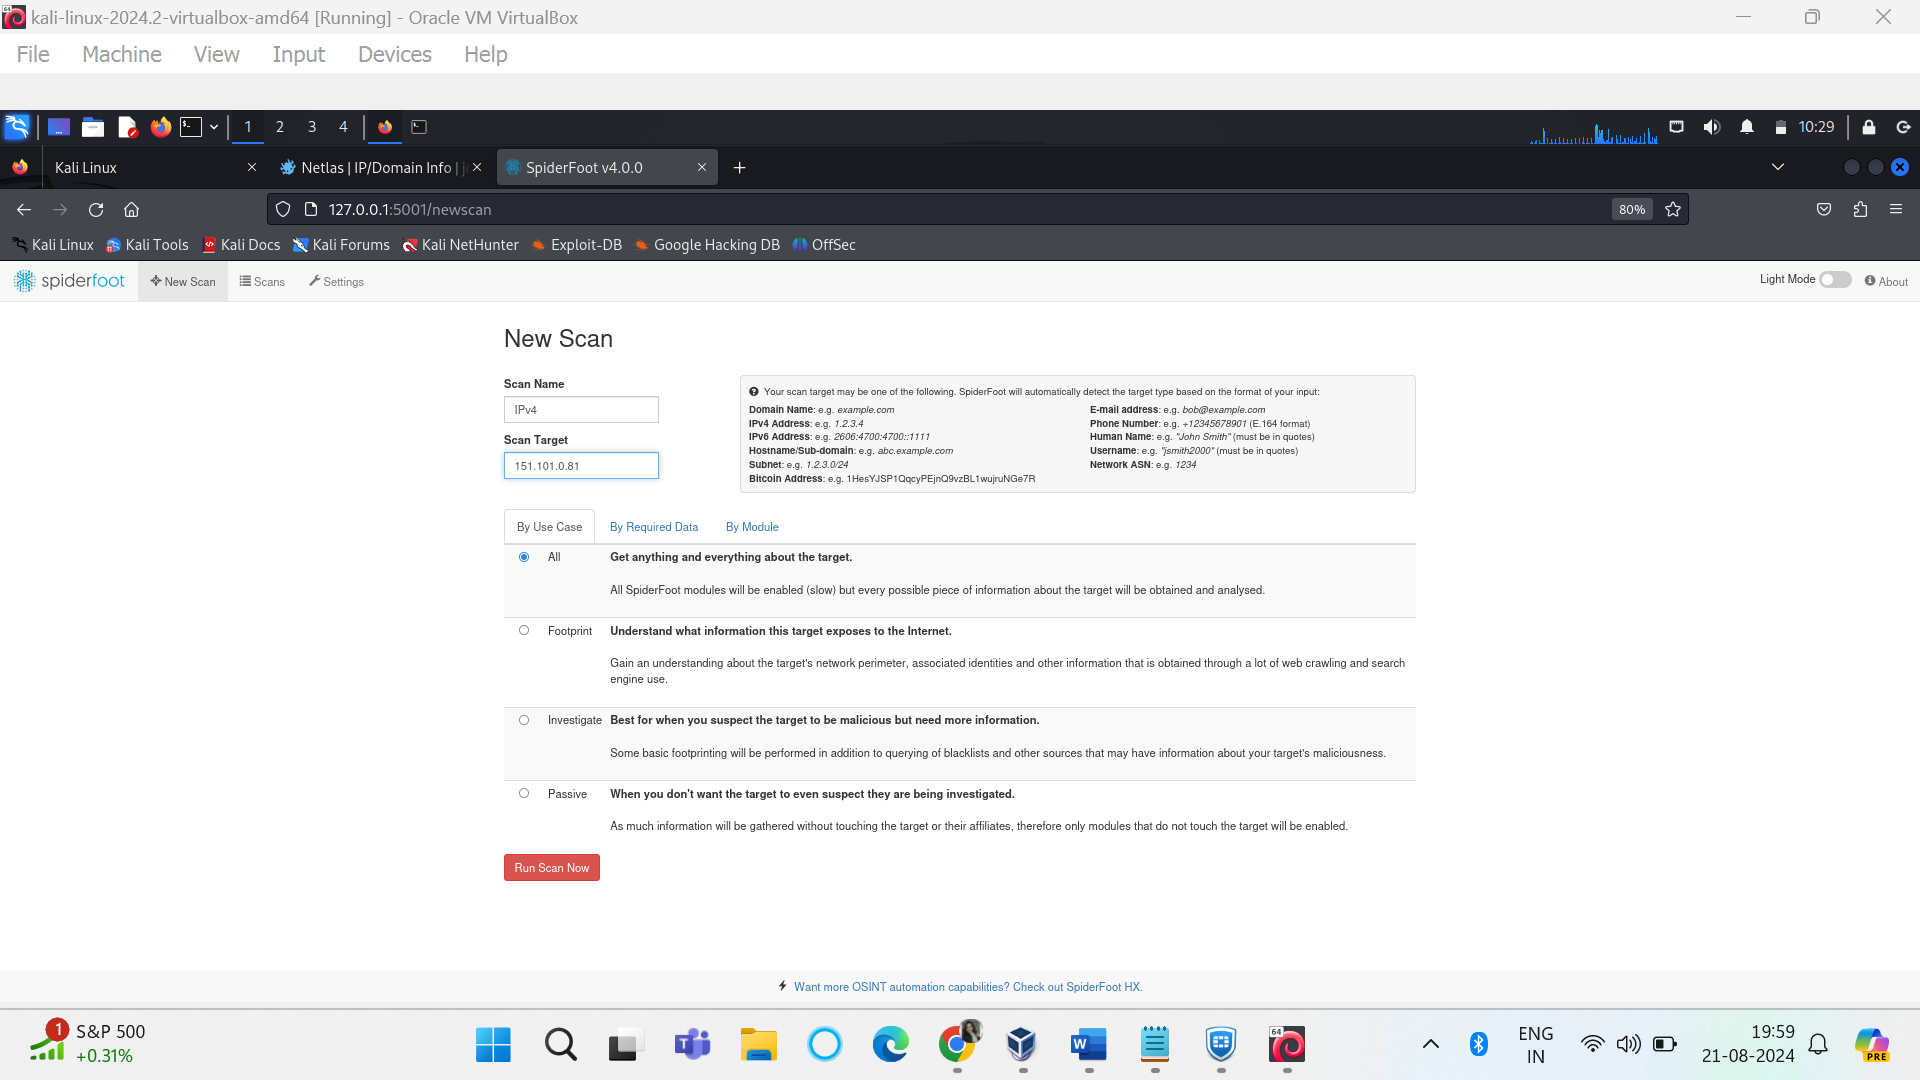 kali-linux-2024.2-virtualbox-amd64 [Running] - Oracle VM VirtualBox
File Machine View Input Devices Help
1 2 3 4 10:29
Kali Linux Netlas | IP/Domain Info | SpiderFoot v4.0.0
127.0.0.1:5001/newscan 80%
Kali Linux Kali Tools Kali Docs Kali Forums Kali NetHunter Exploit-DB Google Hacking DB OffSec
spiderfoot New Scan Scans Settings Light Mode About
New Scan
Scan Name
IPv4
Scan Target
151.101.0.81
Your scan target may be one of the following. SpiderFoot will automatically detect the target type based on the format of your input:
Domain Name: e.g. example.com
IPv4 Address: e.g. 1.2.3.4
IPv6 Address: e.g. 2606:4700:4700::1111
Hostname/Sub-domain: e.g. abc.example.com
Subnet: e.g. 1.2.3.0/24
Bitcoin Address: e.g. 1HesYJSP1QqcyPEjnQ9vzBL1wujruNGe7R
E-mail address: e.g. bob@example.com
Phone Number: e.g. +12345678901 (E.164 format)
Human Name: e.g. "John Smith" (must be in quotes)
Username: e.g. "jsmith2000" (must be in quotes)
Network ASN: e.g. 1234
By Use Case By Required Data By Module
All Get anything and everything about the target.
All SpiderFoot modules will be enabled (slow) but every possible piece of information about the target will be obtained and analysed.
Footprint Understand what information this target exposes to the Internet.
Gain an understanding about the target's network perimeter, associated identities and other information that is obtained through a lot of web crawling and search
engine use.
Investigate Best for when you suspect the target to be malicious but need more information.
Some basic footprinting will be performed in addition to querying of blacklists and other sources that may have information about your target's maliciousness.
Passive When you don't want the target to even suspect they are being investigated.
As much information will be gathered without touching the target or their affiliates, therefore only modules that do not touch the target will be enabled.
Run Scan Now
Want more OSINT automation capabilities? Check out SpiderFoot HX.
1 S&P 500
+0.31%
64
ENG
IN
19:59
21-08-2024
PRE